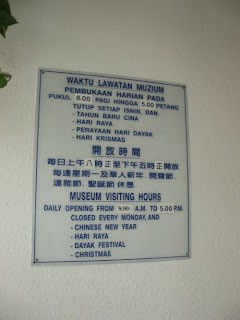 WAKTU LAWATAN MUZIUM
PEMBUKAAN HARIAN PADA
PUKUL 8.00 PAGI HINGGA 5.00 PETANG
TUTUP SETIAP ISNIN, DAN
- TAHUN BARU CINA
- HARI RAYA
- PERAYAAN HARI DAYAK
- HARI KRISMAS
開放時間
每日上午八時正至下午五時正開放
每逢星期一及華人新年，開齋節，
達雅節，聖誕節 休息.
MUSEUM VISITING HOURS
DAILY OPENING FROM 8.00 A.M. TO 5.00 P.M.
CLOSED EVERY MONDAY, AND
- CHINESE NEW YEAR
- HARI RAYA
- DAYAK FESTIVAL
- CHRISTMAS